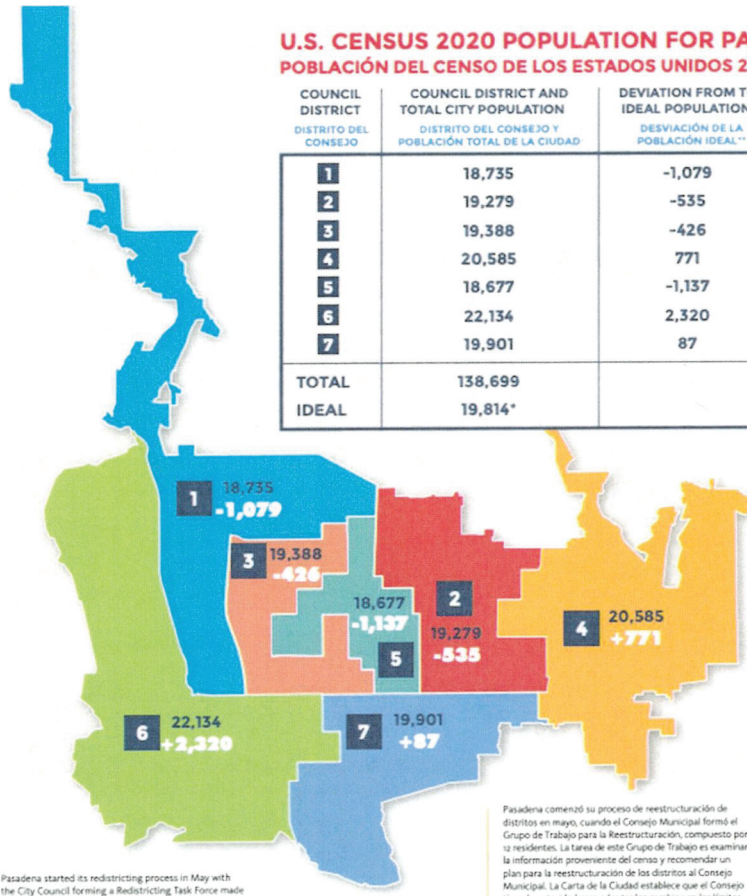 U.S. CENSUS 2020 POPULATION FOR PA
POBLACIÓN DEL CENSO DE LOS ESTADOS UNIDOS 2
COUNCIL DISTRICT
COUNCIL DISTRICT AND TOTAL CITY POPULATION
DEVIATION FROM T
IDEAL POPULATION
DISTRITO DEL CONSEJO
DISTRITO DEL CONSEJO Y POBLACIÓN TOTAL DE LA CIUDAD
DESVIACIÓN DE LA POBLACIÓN IDEAL**
1 18,735 -1,079
2 19,279 -535
3 19,388 -426
4 20,585 771
5 18,677 -1,137
6 22,134 2,320
7 19,901 87
TOTAL 138,699
IDEAL 19,814*
1 18,735
-1,079
3 19,388
-426
18,677
-1,137
5
2
19,279
-535
4 20,585
+771
6 22,134
+2,320
7 19,901
+87
Pasadena comenzó su proceso de reestructuración de
distritos en mayo, cuando el Consejo Municipal formó el
Grupo de Trabajo para la Reestructuración, compuesto por
12 residentes. La tarea de este Grupo de Trabajo es examinar
la información proveniente del censo y recomendar un
plan para la reestructuración de los distritos al Consejo
Municipal. La Carta de la Ciudad establece que el Consejo
Pasadena started its redistricting process in May with
the City Council forming a Redistricting Task Force made